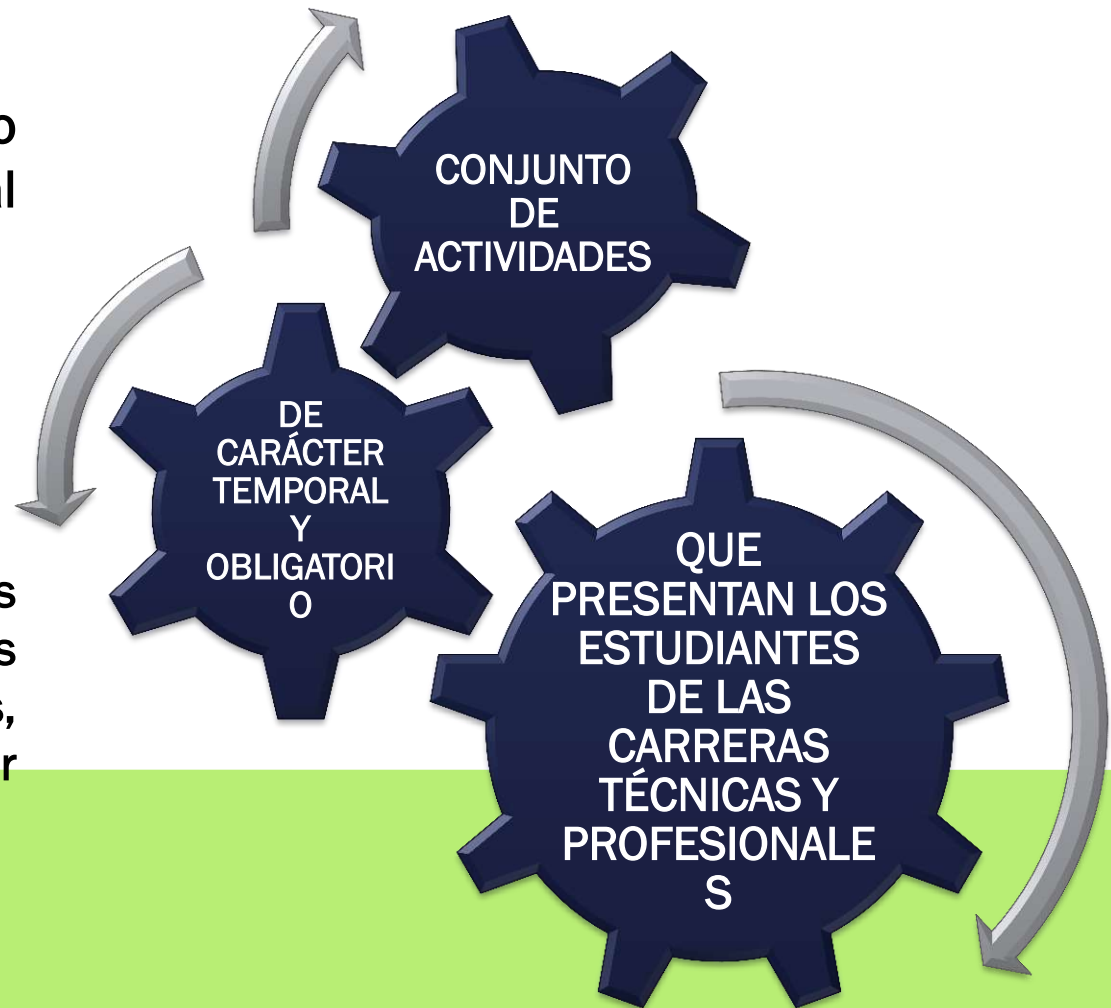 CONJUNTO
DE
ACTIVIDADES
DE
CARÁCTER
TEMPORAL
Y
OBLIGATORI
O
QUE
PRESENTAN LOS
ESTUDIANTES
DE LAS
CARRERAS
TÉCNICAS Y
PROFESIONALE
S